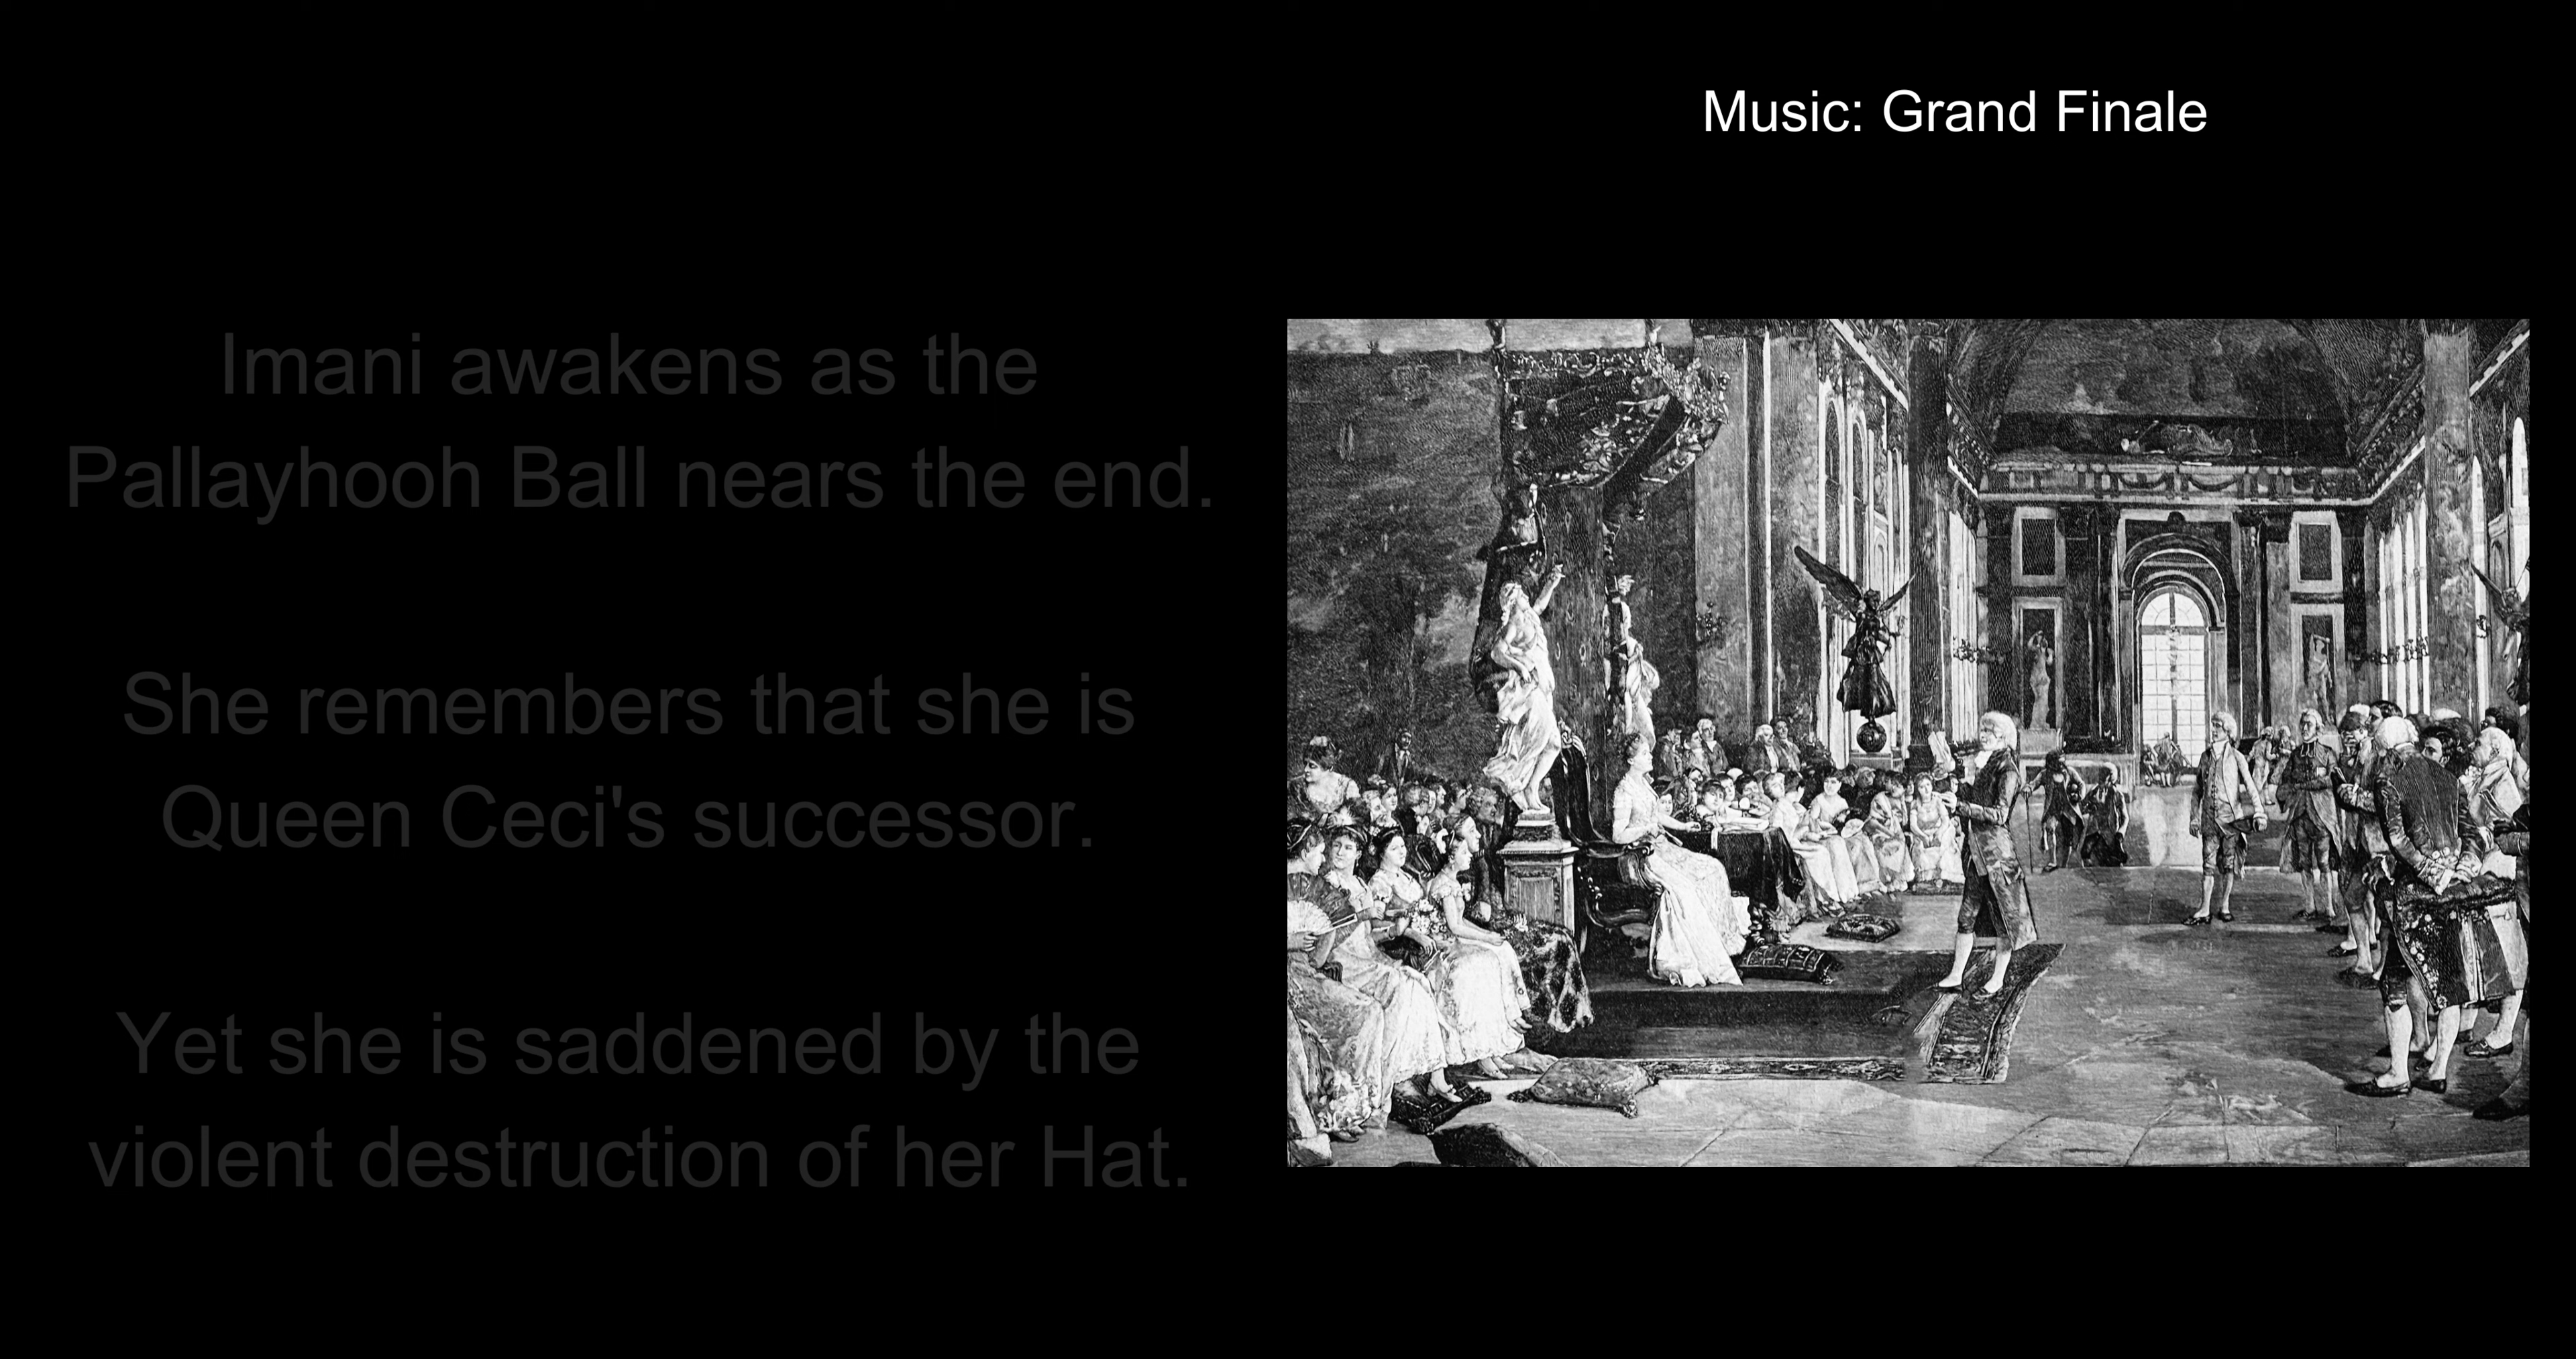 Music: Grand Finale
Imani awakens as the
Pallayhooh Ball nears the end.
She remembers that she is
Queen Ceci's successor.
Yet she is saddened by the
violent destruction of her Hat.